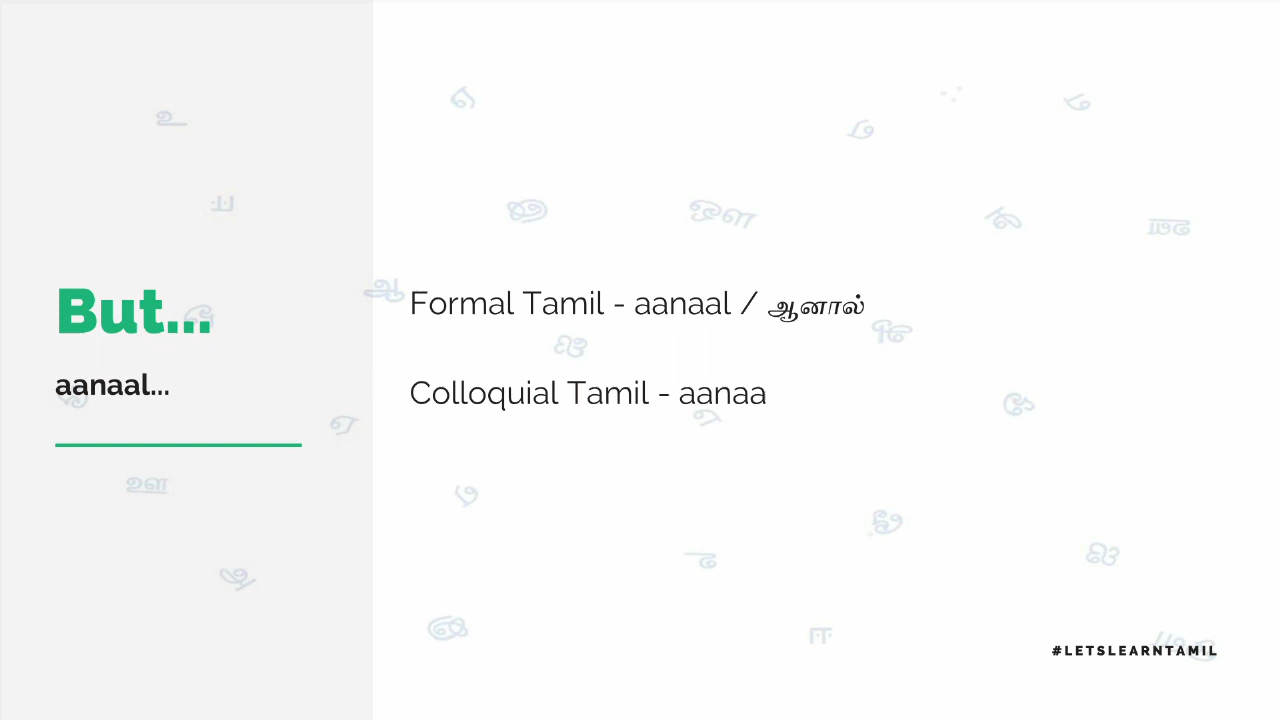 But...
aanaal...
Formal Tamil - aanaal / ஆனால்
Colloquial Tamil - aanaa
#LETSLEARNTAMIL